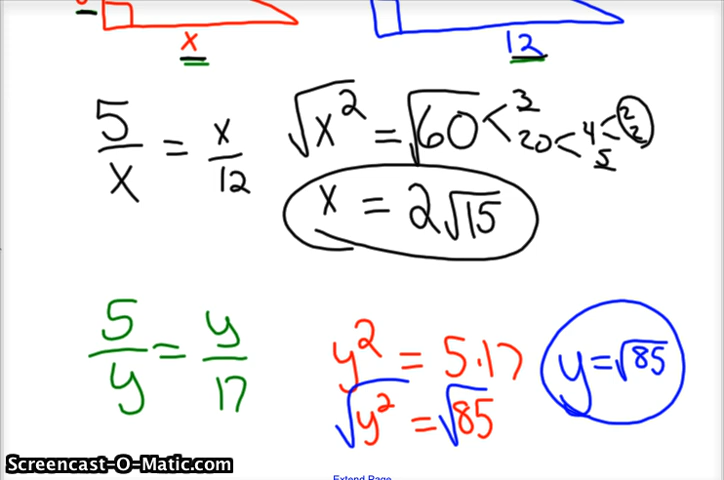 x
12
5/x = x/12
√x² = √60 < 3
20 < 4 < 2
2
5
x = 2√15
5/y = y/17
y² = 5·17
√y² = √85
y = √85
Screencast-O-Matic.com
Extend Page